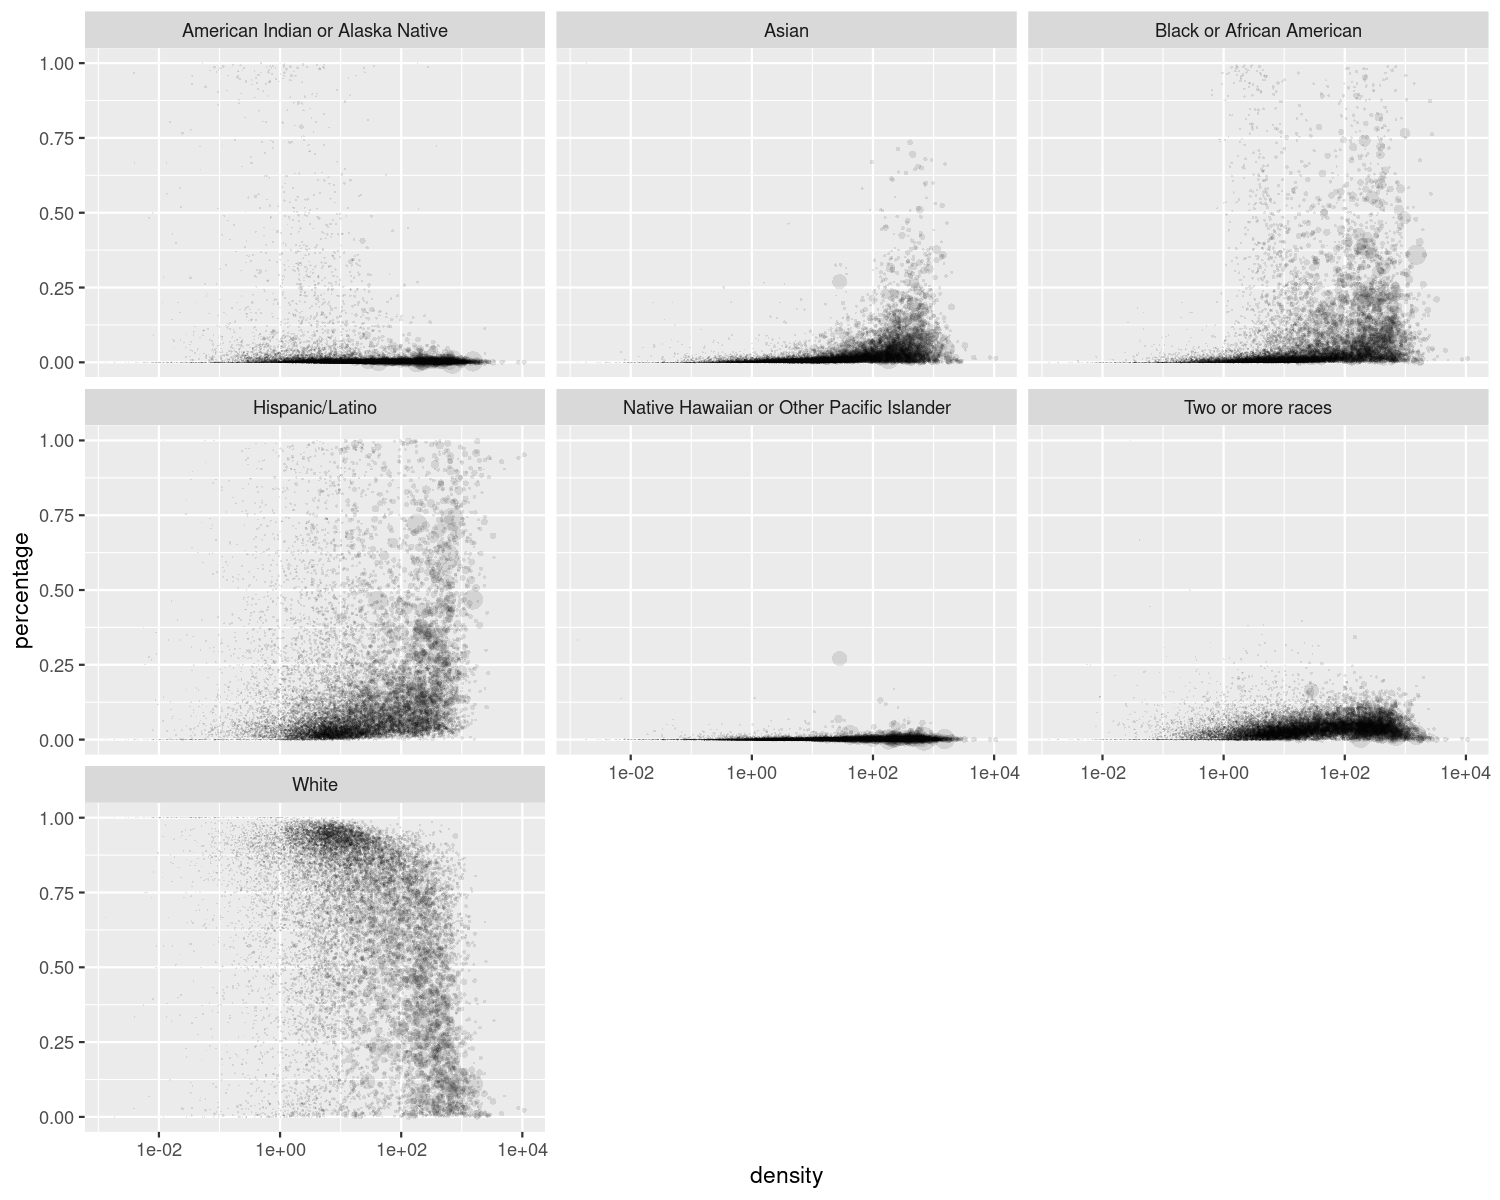 American Indian or Alaska Native
Asian
Black or African American
1.00
0.75
0.50
0.25
0.00
Hispanic/Latino
Native Hawaiian or Other Pacific Islander
Two or more races
1.00
0.75
0.50
0.25
0.00
1e-02 1e+00 1e+02 1e+04
1e-02 1e+00 1e+02 1e+04
White
1.00
0.75
0.50
0.25
0.00
1e-02 1e+00 1e+02 1e+04
percentage
density